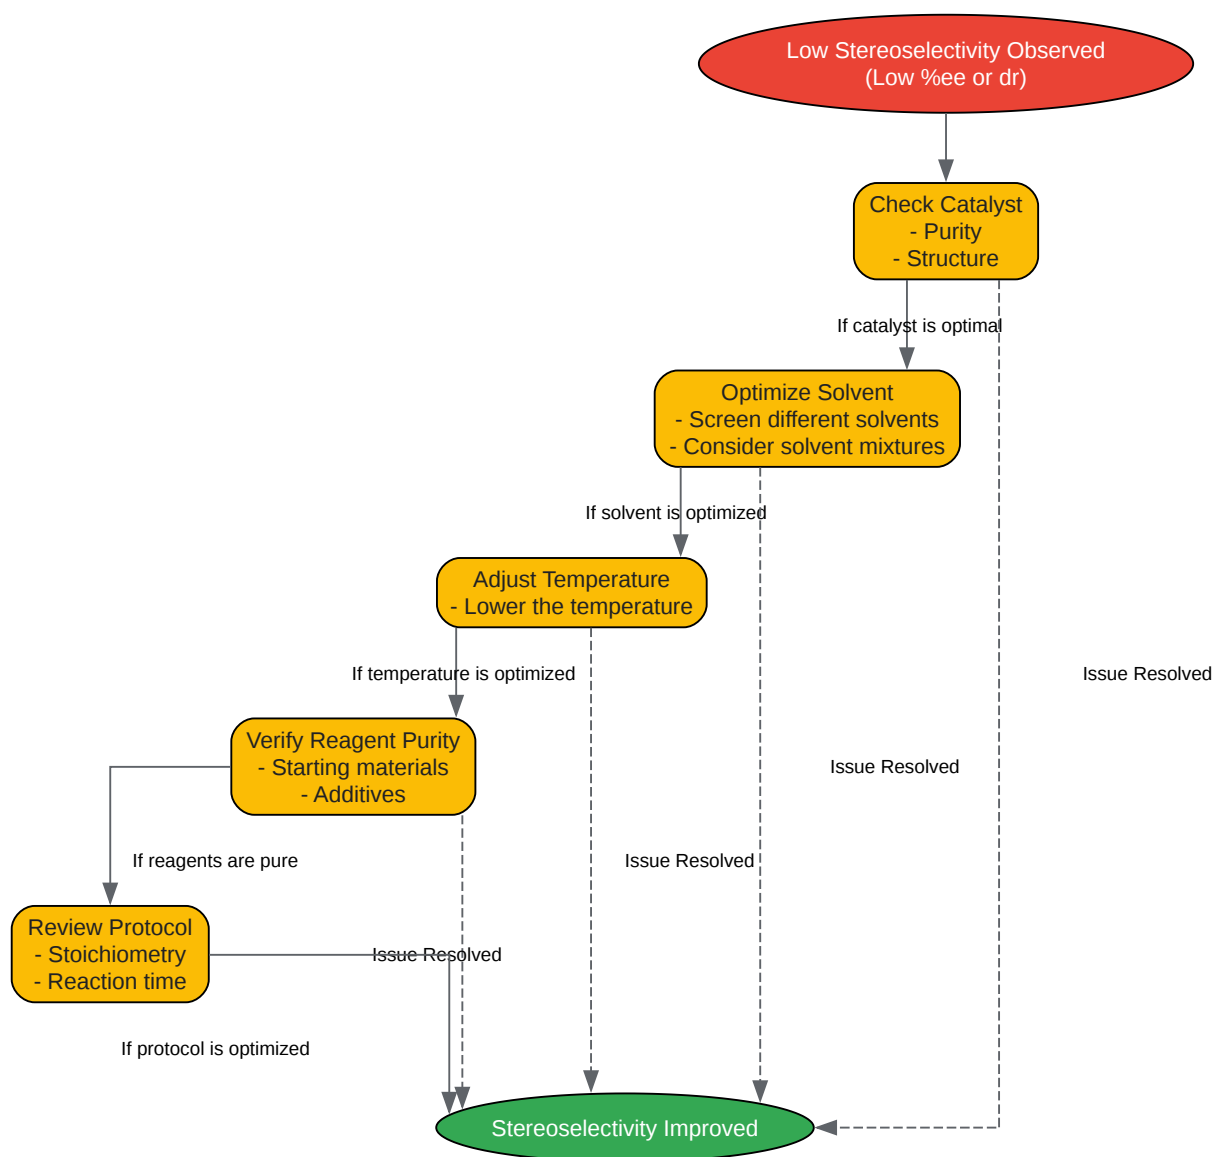 Low Stereoselectivity Observed
(Low %ee or dr)
Check Catalyst
- Purity
- Structure
If catalyst is optimal
Optimize Solvent
- Screen different solvents
- Consider solvent mixtures
If solvent is optimized
Adjust Temperature
- Lower the temperature
If temperature is optimized
Issue Resolved
Verify Reagent Purity
- Starting materials
- Additives
Issue Resolved
If reagents are pure
Issue Resolved
Review Protocol
- Stoichiometry
- Reaction time
Issue Resolved
If protocol is optimized
Stereoselectivity Improved